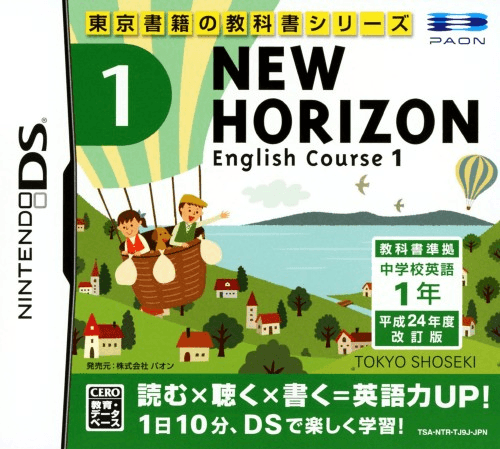 東京書籍の教科書シリーズ
PAON
1
NEW
HORIZON
English Course 1
NINTENDO DS
教科書準拠
中学校英語
1年
平成24年度
改訂版
TOKYO SHOSEKI
発売元：株式会社 パオン
CERO
教育・データベース
読む×聴く×書く＝英語力UP!
1日10分、DSで楽しく学習!
TSA-NTR-TJ9J-JPN